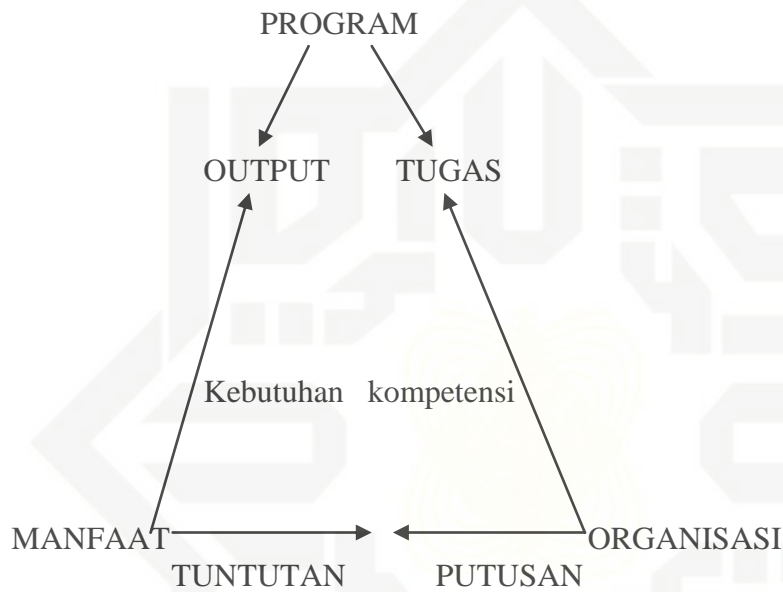 PROGRAM
OUTPUT TUGAS
Kebutuhan kompetensi
MANFAAT ORGANISASI
TUNTUTAN PUTUSAN